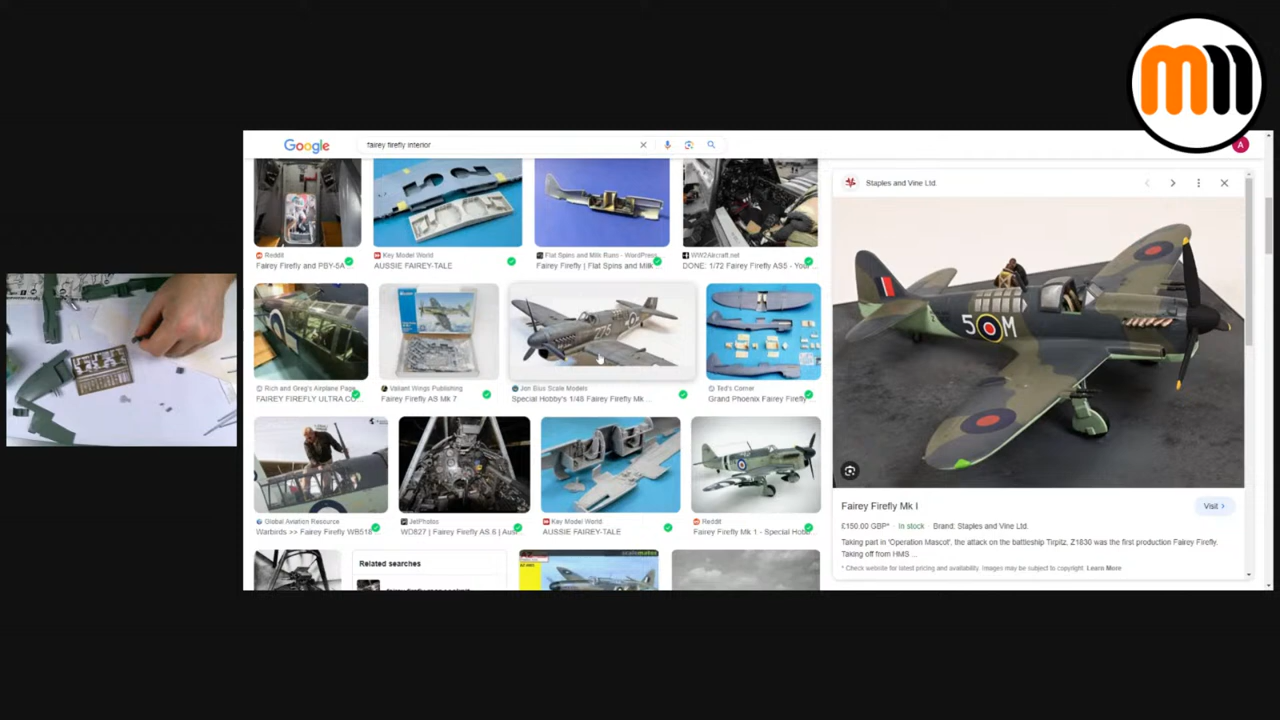 m
Google
fairey firefly interior
A
Staples and Vine Ltd.
Reddit
Fairey Firefly and PBY-5A
Key Model World
AUSSIE FAIREY-TALE
Flat Spins and Milk Runs - WordPress
Fairey Firefly | Flat Spins and Milk
WW2Aircraft.net
DONE: 1/72 Fairey Firefly AS5 - Your ...
Rich and Greg's Airplane Page
FAIREY FIREFLY ULTRA
Valiant Wings Publishing
Fairey Firefly AS Mk 7
775
Jon Bius Scale Models
Special Hobby's 1/48 Fairey Firefly Mk ...
Ted's Corner
Grand Phoenix Fairey Firefly
5 M
Global Aviation Resource
Warbirds >> Fairey Firefly WB518
JetPhotos
WD827 | Fairey Firefly AS.6 |
Key Model World
AUSSIE FAIREY-TALE
Reddit
Fairey Firefly Mk 1 - Special
Related searches
Fairey Firefly Mk I
Visit >
£150.00 GBP* · In stock · Brand: Staples and Vine Ltd.
Taking part in 'Operation Mascot', the attack on the battleship Tirpitz, Z1830 was the first production Fairey Firefly.
Taking off from HMS ...
* Check website for latest pricing and availability. Images may be subject to copyright. Learn More